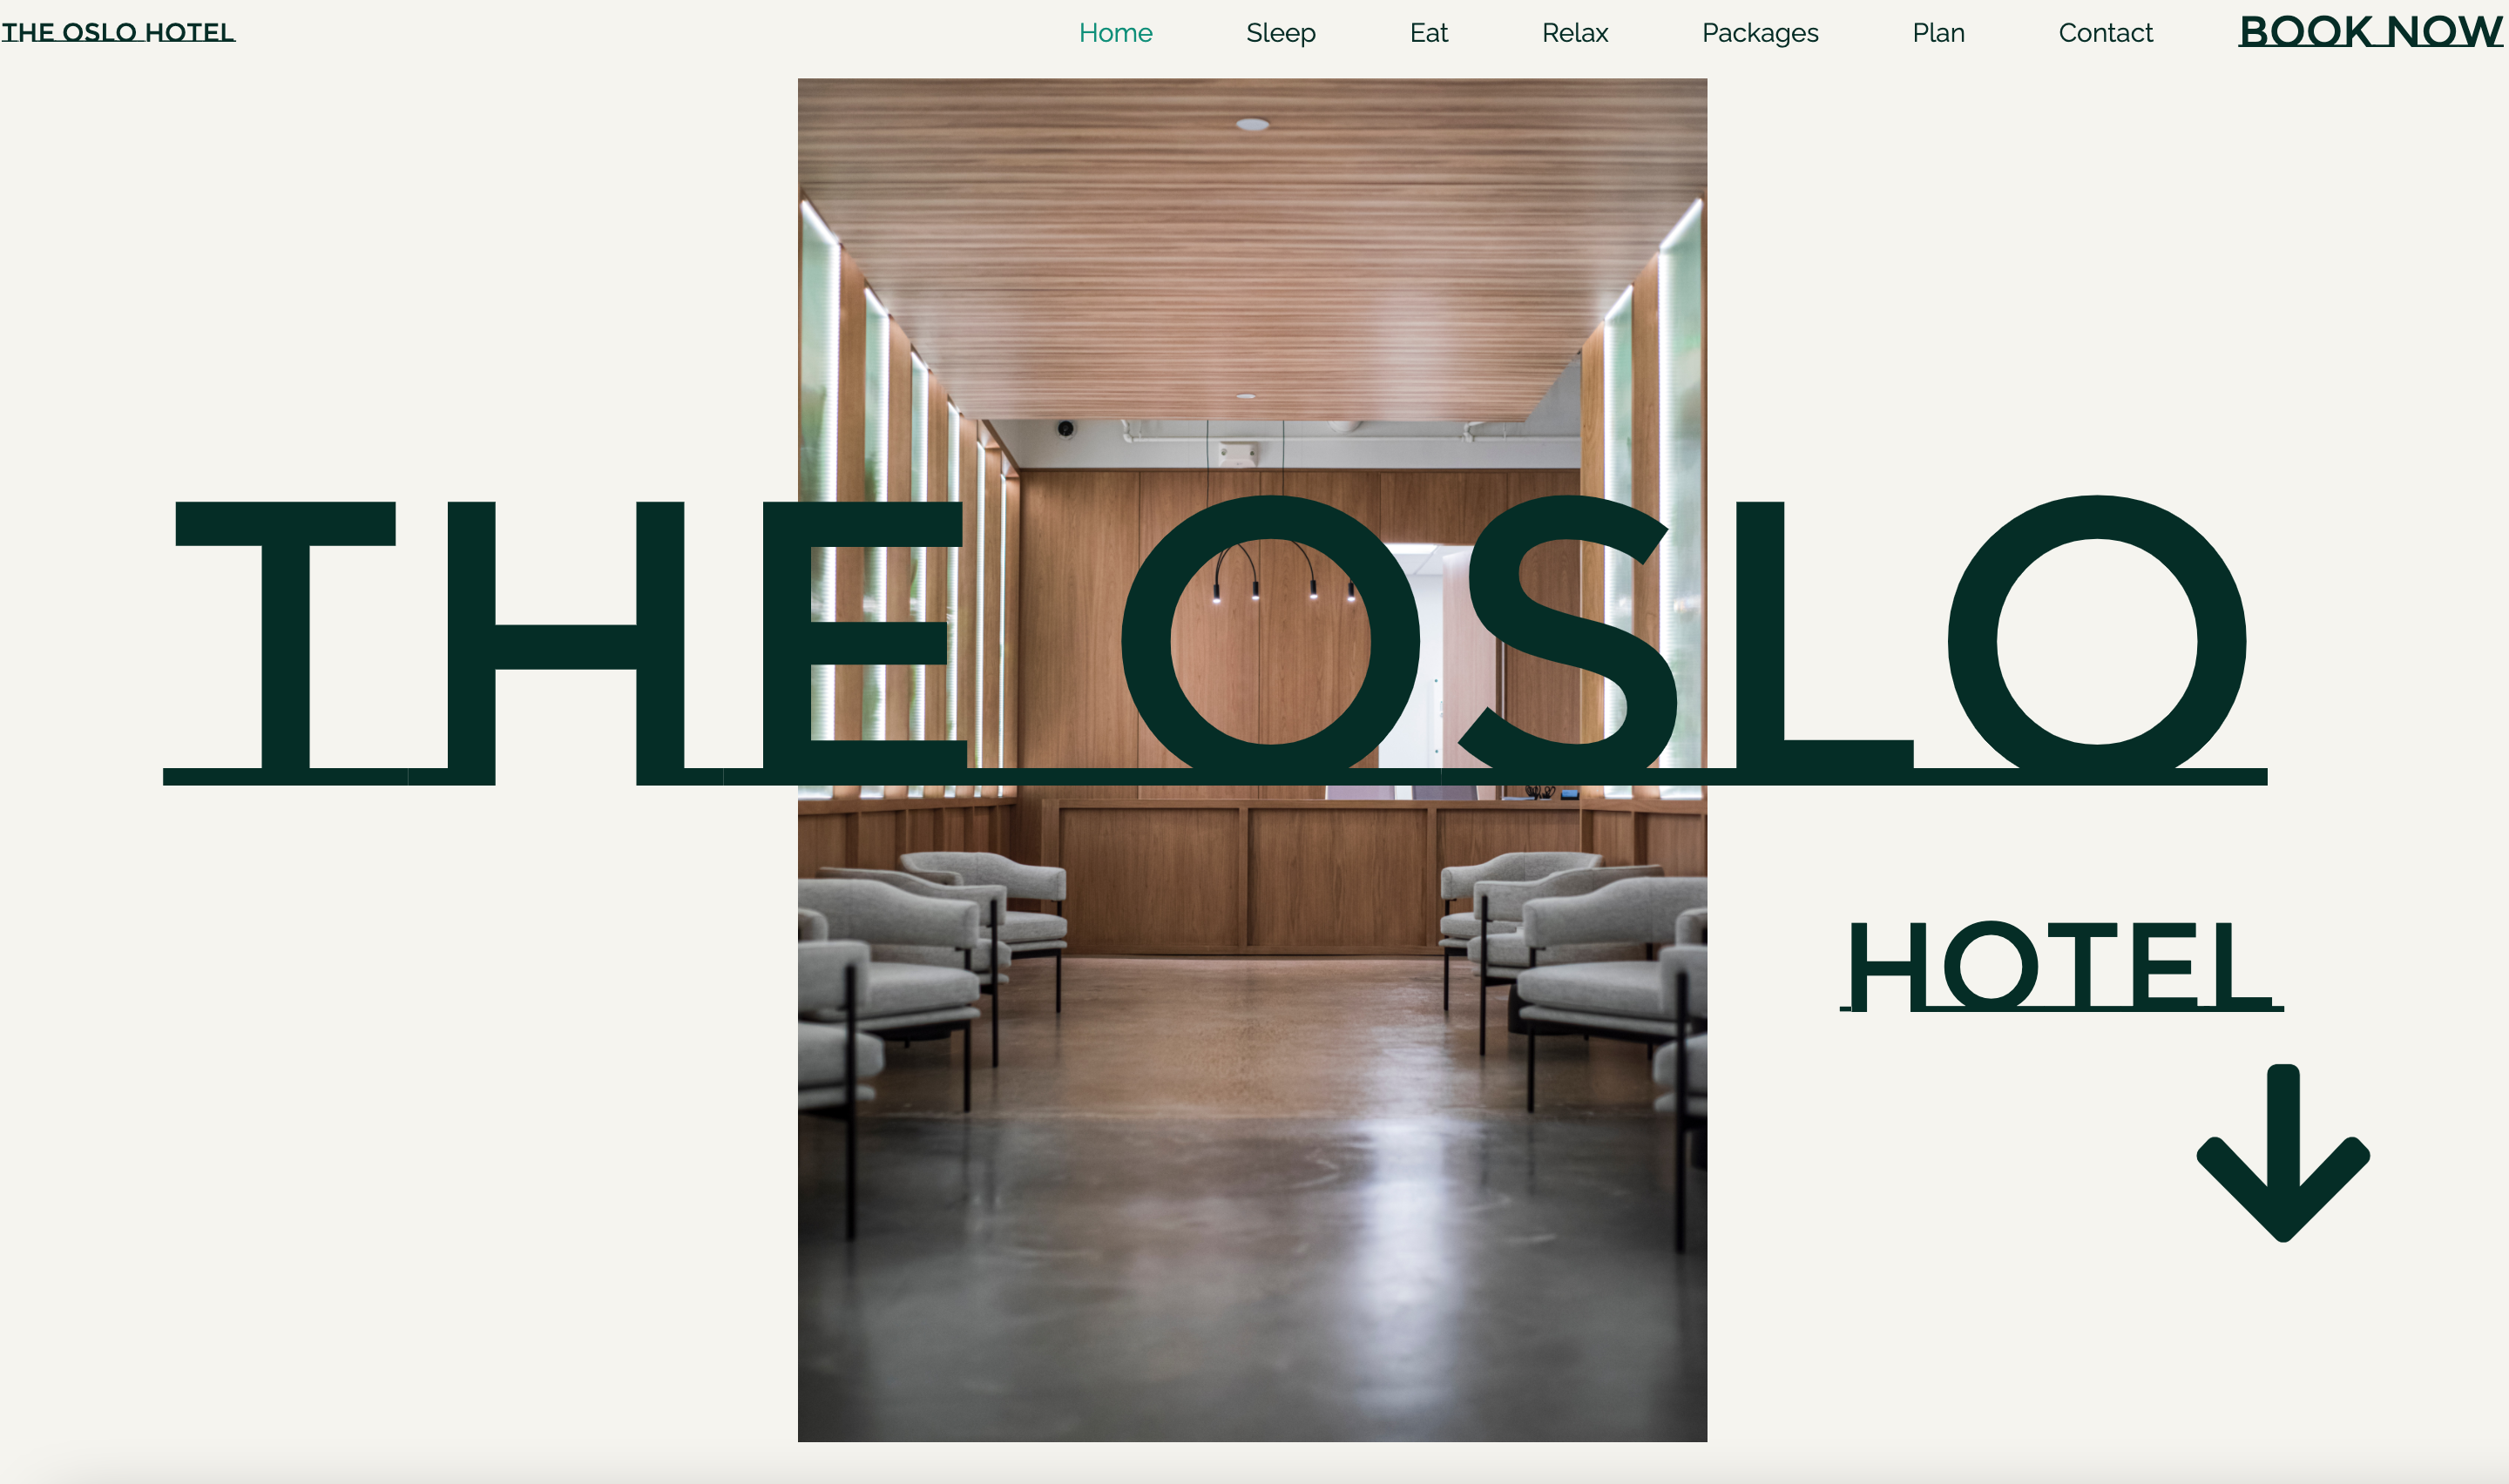 THE OSLO HOTEL
Home Sleep Eat Relax Packages Plan Contact BOOK NOW
THE OSLO
HOTEL